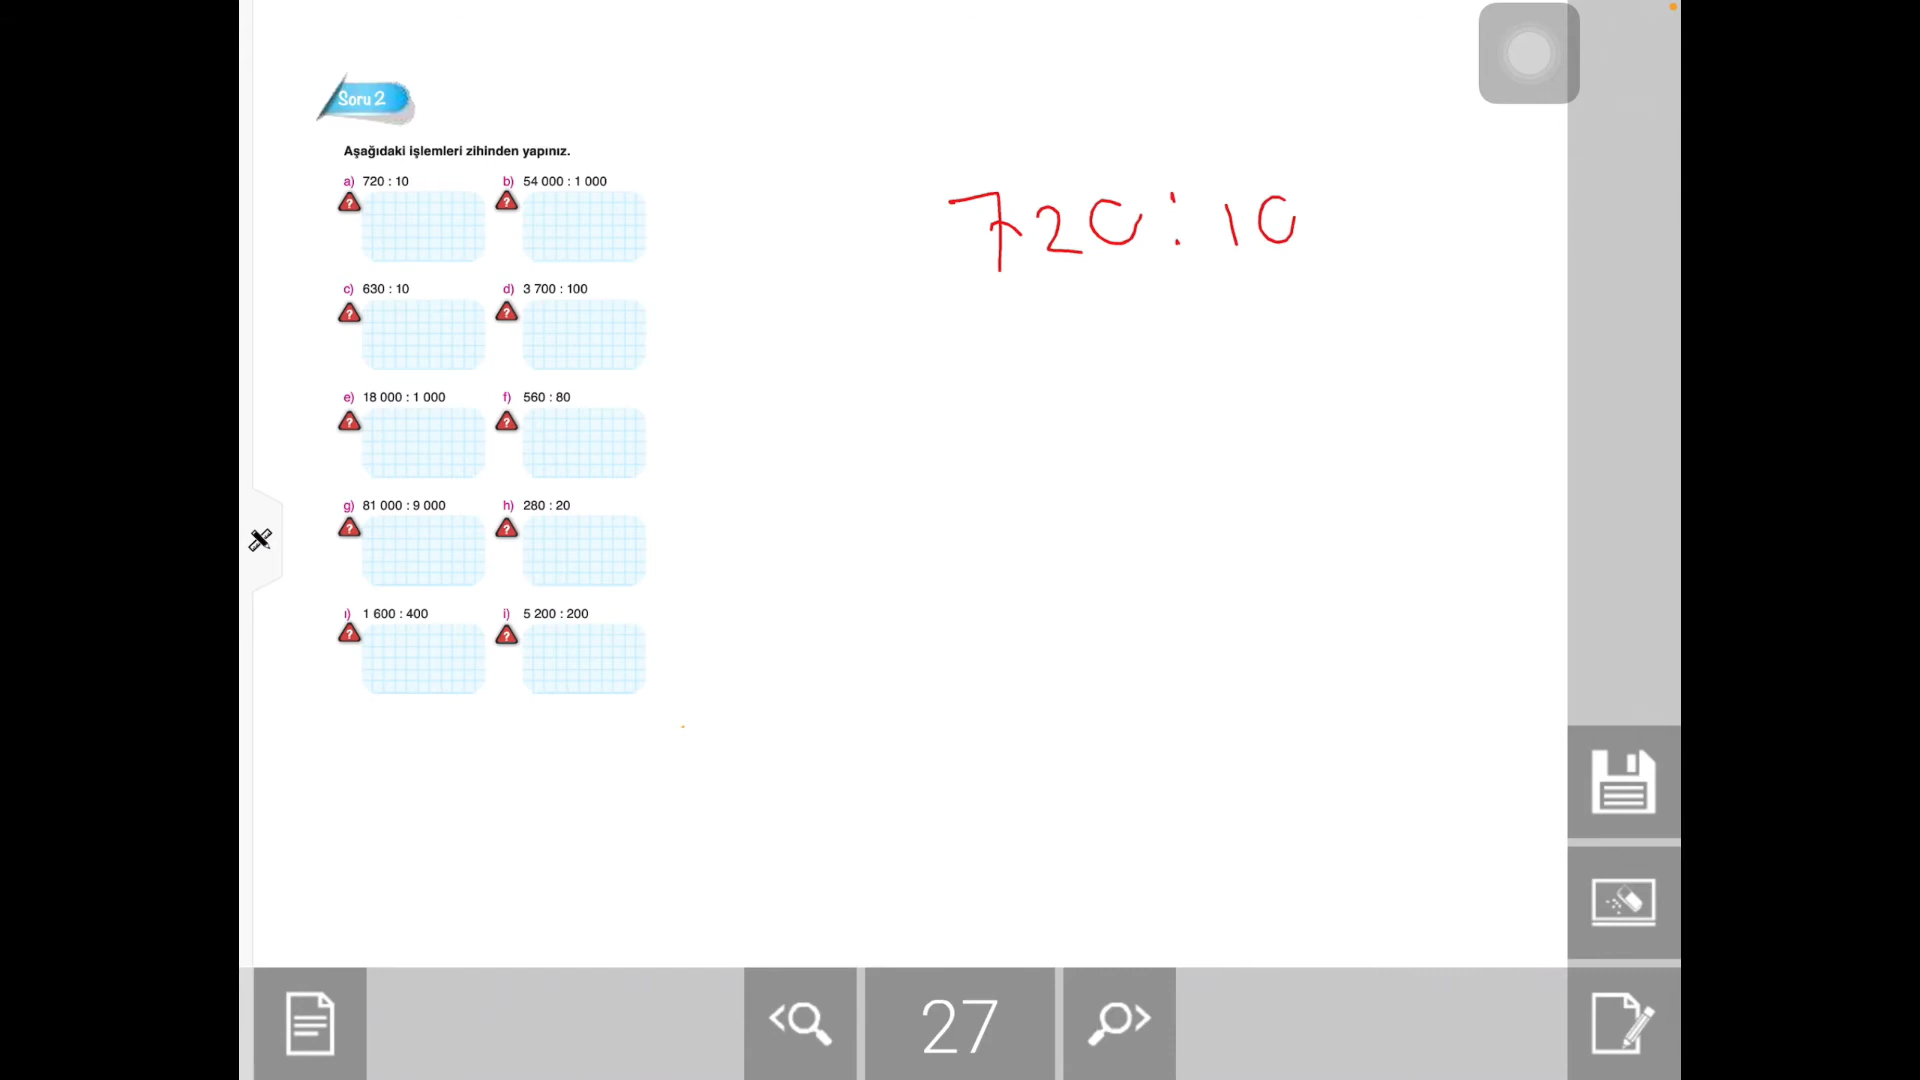 Soru 2
Aşağıdaki işlemleri zihinden yapınız.
a) 720 : 10
b) 54 000 : 1 000
720 : 10
c) 630 : 10
d) 3 700 : 100
e) 18 000 : 1 000
f) 560 : 80
g) 81 000 : 9 000
h) 280 : 20
ı) 1 600 : 400
i) 5 200 : 200
27